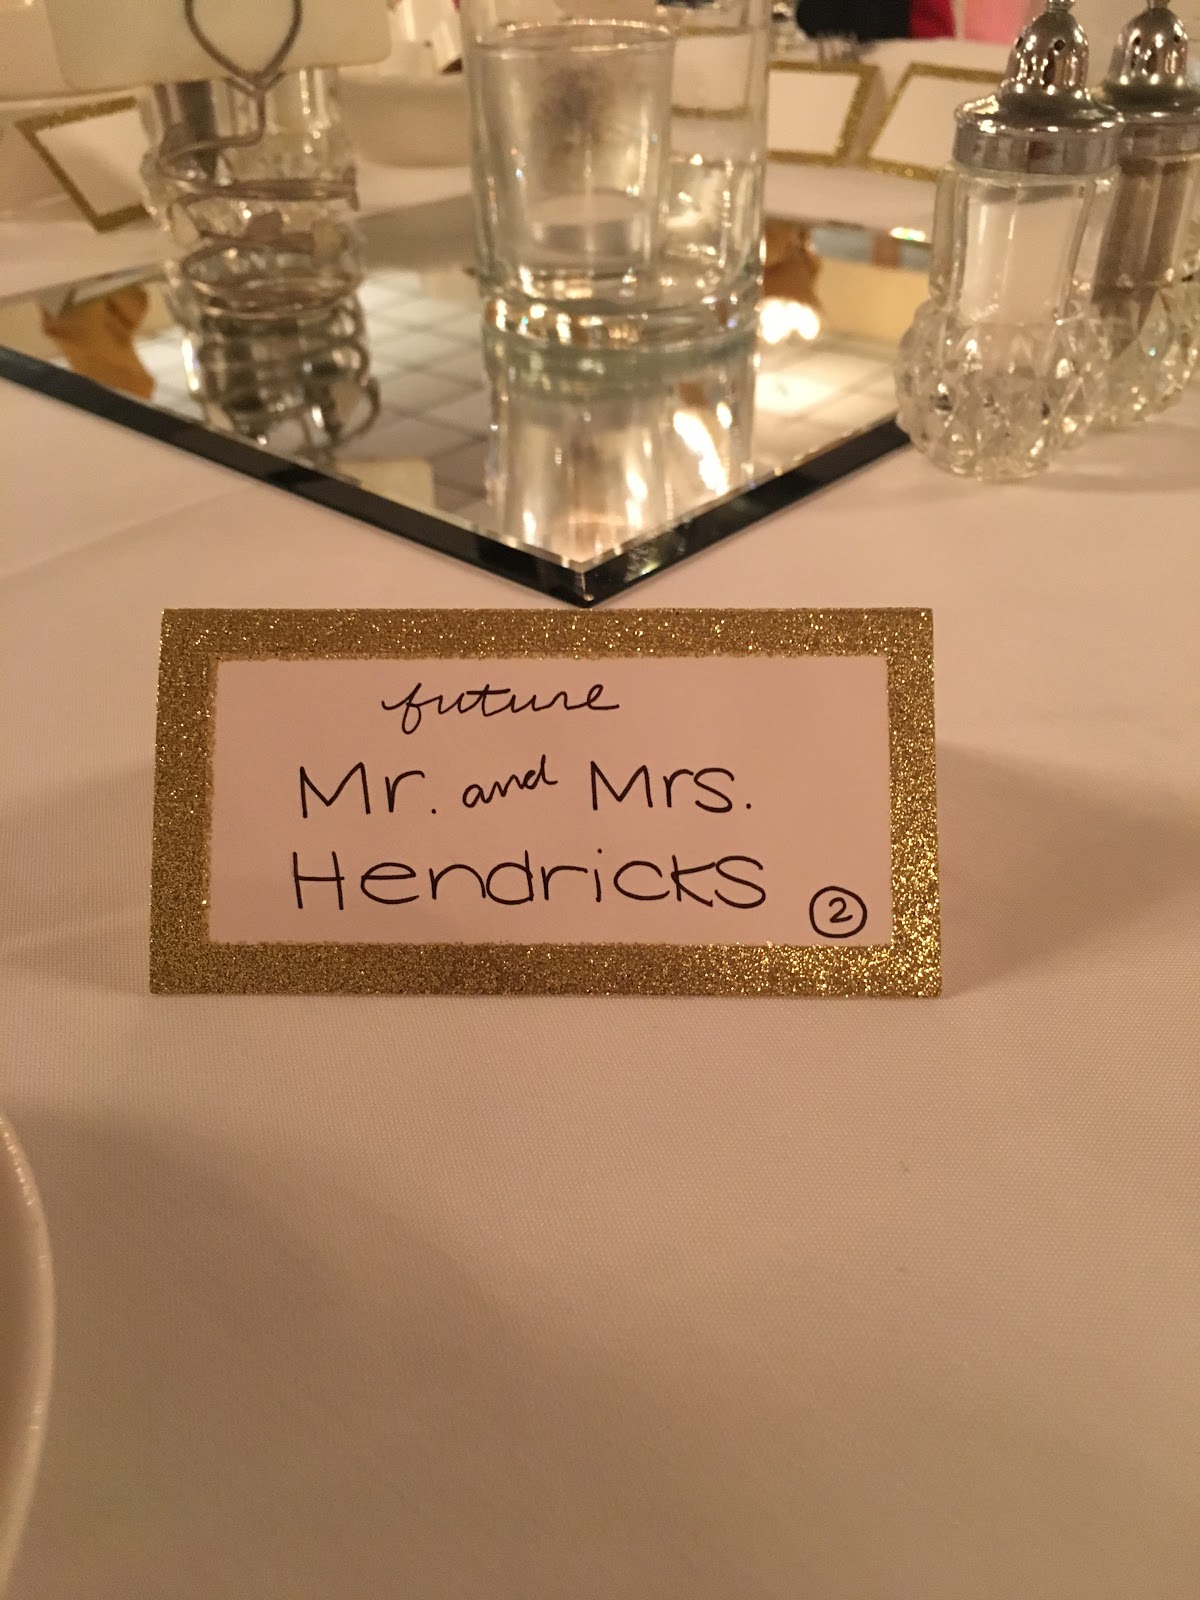 future
Mr. and Mrs.
Hendricks
2